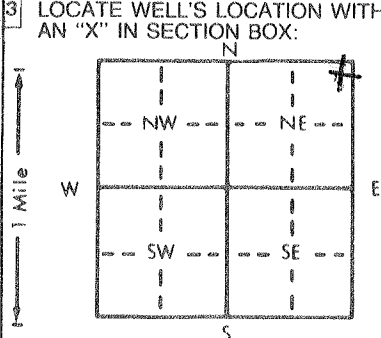 3 LOCATE WELL'S LOCATION WITH
AN "X" IN SECTION BOX:
N
NW NE
W E
1 Mile
SW SE
S